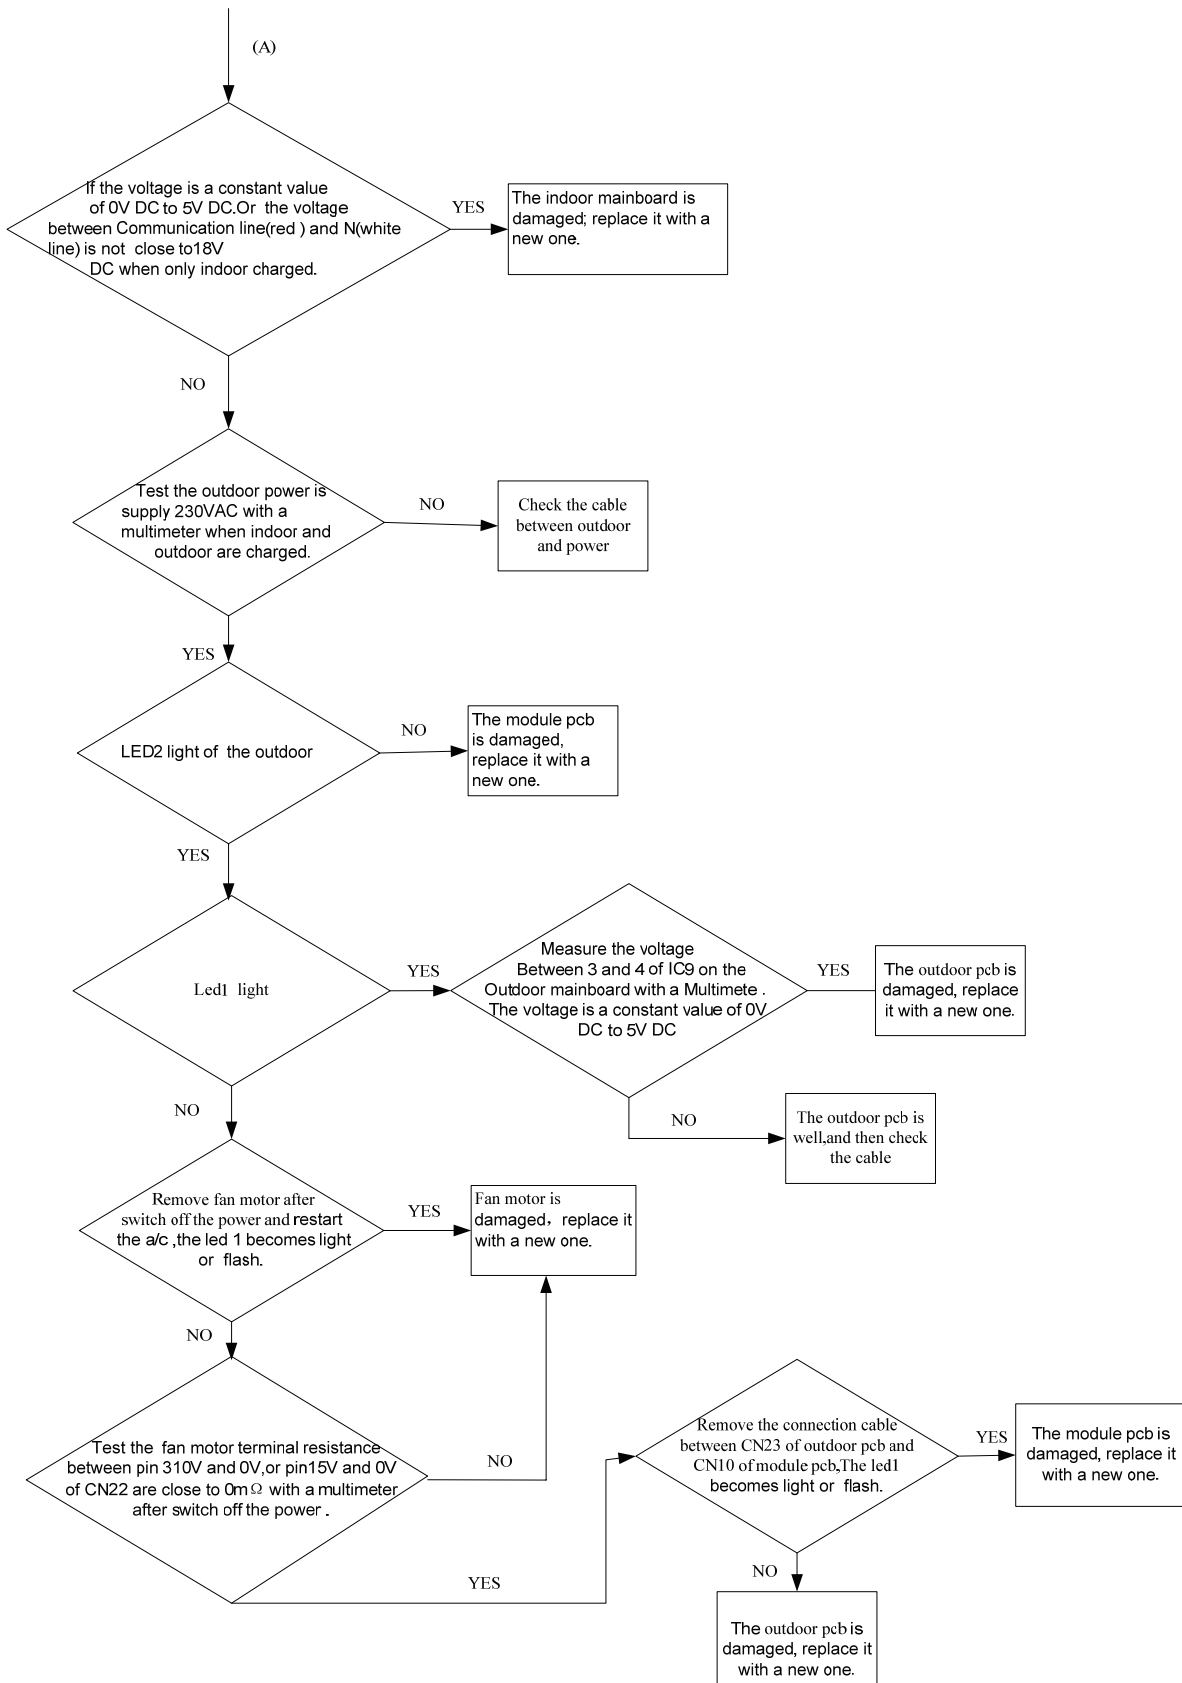 (A)
If the voltage is a constant value
of 0V DC to 5V DC.Or the voltage
between Communication line(red ) and N(white
line) is not close to18V
DC when only indoor charged.
YES
The indoor mainboard is
damaged; replace it with a
new one.
NO
Test the outdoor power is
supply 230VAC with a
multimeter when indoor and
outdoor are charged.
NO
Check the cable
between outdoor
and power
YES
LED2 light of the outdoor
NO
The module pcb
is damaged,
replace it with a
new one.
YES
Led1 light
YES
Measure the voltage
Between 3 and 4 of IC9 on the
Outdoor mainboard with a Multimete .
The voltage is a constant value of 0V
DC to 5V DC
YES
The outdoor pcb is
damaged, replace
it with a new one.
NO
The outdoor pcb is
well,and then check
the cable
NO
Remove fan motor after
switch off the power and restart
the a/c ,the led 1 becomes light
or flash.
YES
Fan motor is
damaged，replace it
with a new one.
NO
Test the fan motor terminal resistance
between pin 310V and 0V,or pin15V and 0V
of CN22 are close to 0mΩ with a multimeter
after switch off the power .
NO
YES
Remove the connection cable
between CN23 of outdoor pcb and
CN10 of module pcb,The led1
becomes light or flash.
YES
The module pcb is
damaged, replace it
with a new one.
NO
The outdoor pcb is
damaged, replace it
with a new one.